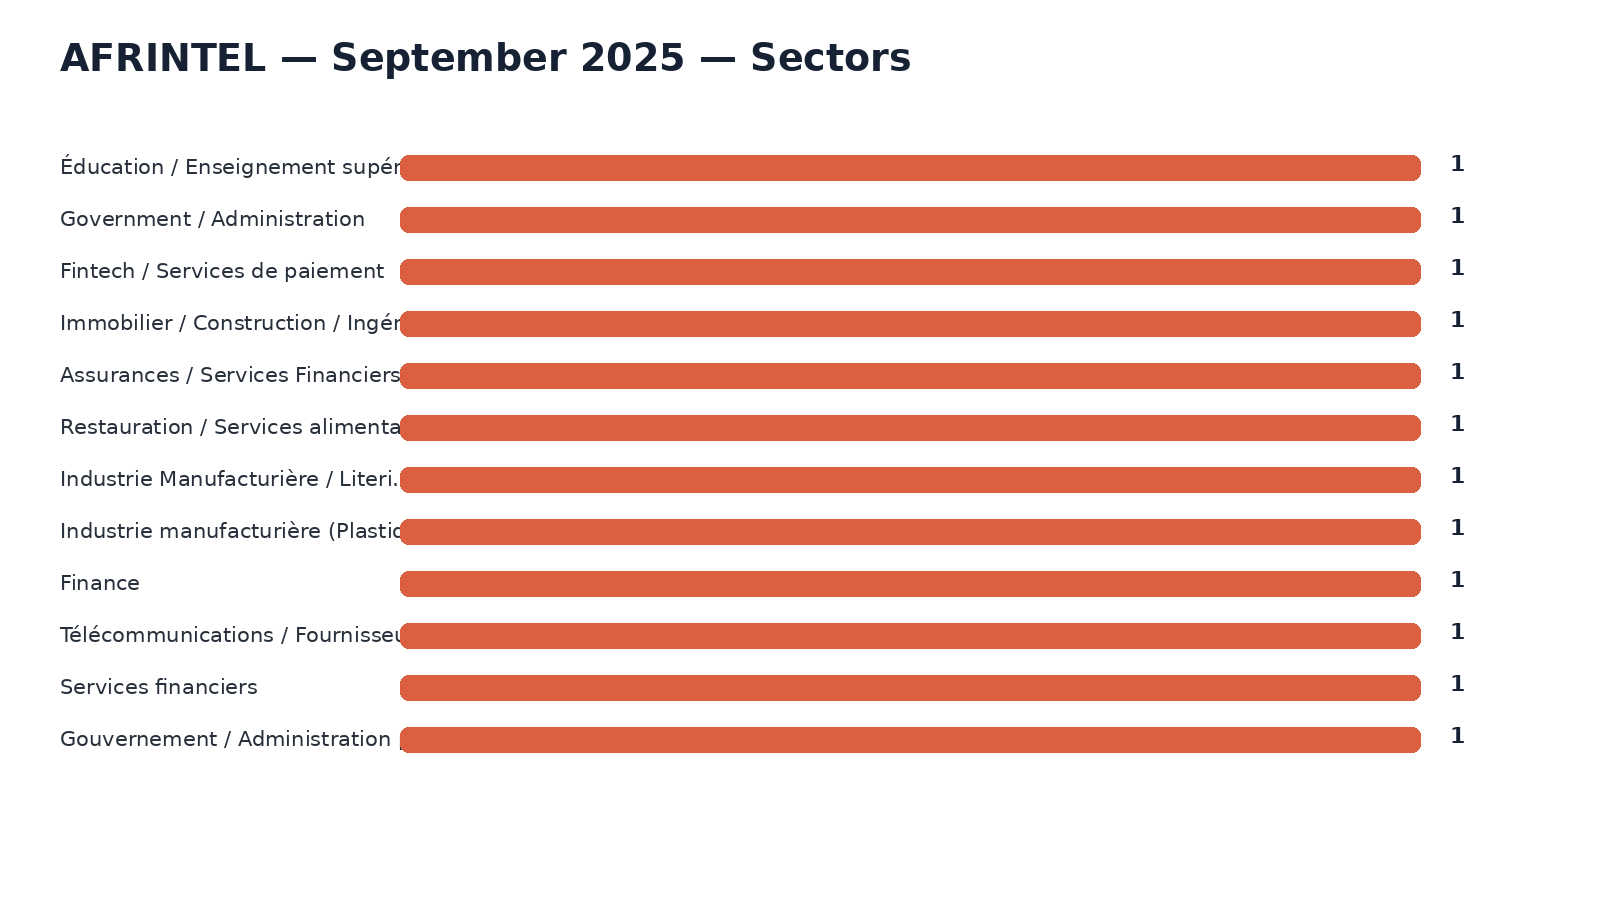 AFRINTEL — September 2025 — Sectors
Éducation / Enseignement supér 1
Government / Administration 1
Fintech / Services de paiement 1
Immobilier / Construction / Ingér 1
Assurances / Services Financiers 1
Restauration / Services alimenta 1
Industrie Manufacturière / Literi. 1
Industrie manufacturière (Plastic 1
Finance 1
Télécommunications / Fournisseu 1
Services financiers 1
Gouvernement / Administration 1